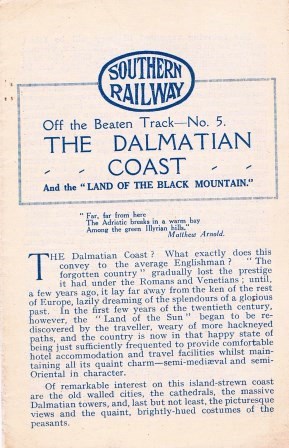 SOUTHERN
RAILWAY
Off the Beaten Track—No. 5.
THE DALMATIAN
COAST
And the "LAND OF THE BLACK MOUNTAIN."
"Far, far from here
The Adriatic breaks in a warm bay
Among the green Illyrian hills."
Matthew Arnold.
THE Dalmatian Coast? What exactly does this
convey to the average Englishman? "The
forgotten country" gradually lost the prestige
it had under the Romans and Venetians; until,
a few years ago, it lay far away from the ken of the rest
of Europe, lazily dreaming of the splendours of a glorious
past. In the first few years of the twentieth century,
however, the "Land of the Sun" began to be re-
discovered by the traveller, weary of more hackneyed
paths, and the country is now in that happy state of
being just sufficiently frequented to provide comfortable
hotel accommodation and travel facilities whilst main-
taining all its quaint charm—semi-mediæval and semi-
Oriental in character.
Of remarkable interest on this island-strewn coast
are the old walled cities, the cathedrals, the massive
Dalmatian towers, and, last but not least, the picturesque
views and the quaint, brightly-hued costumes of the
peasants.